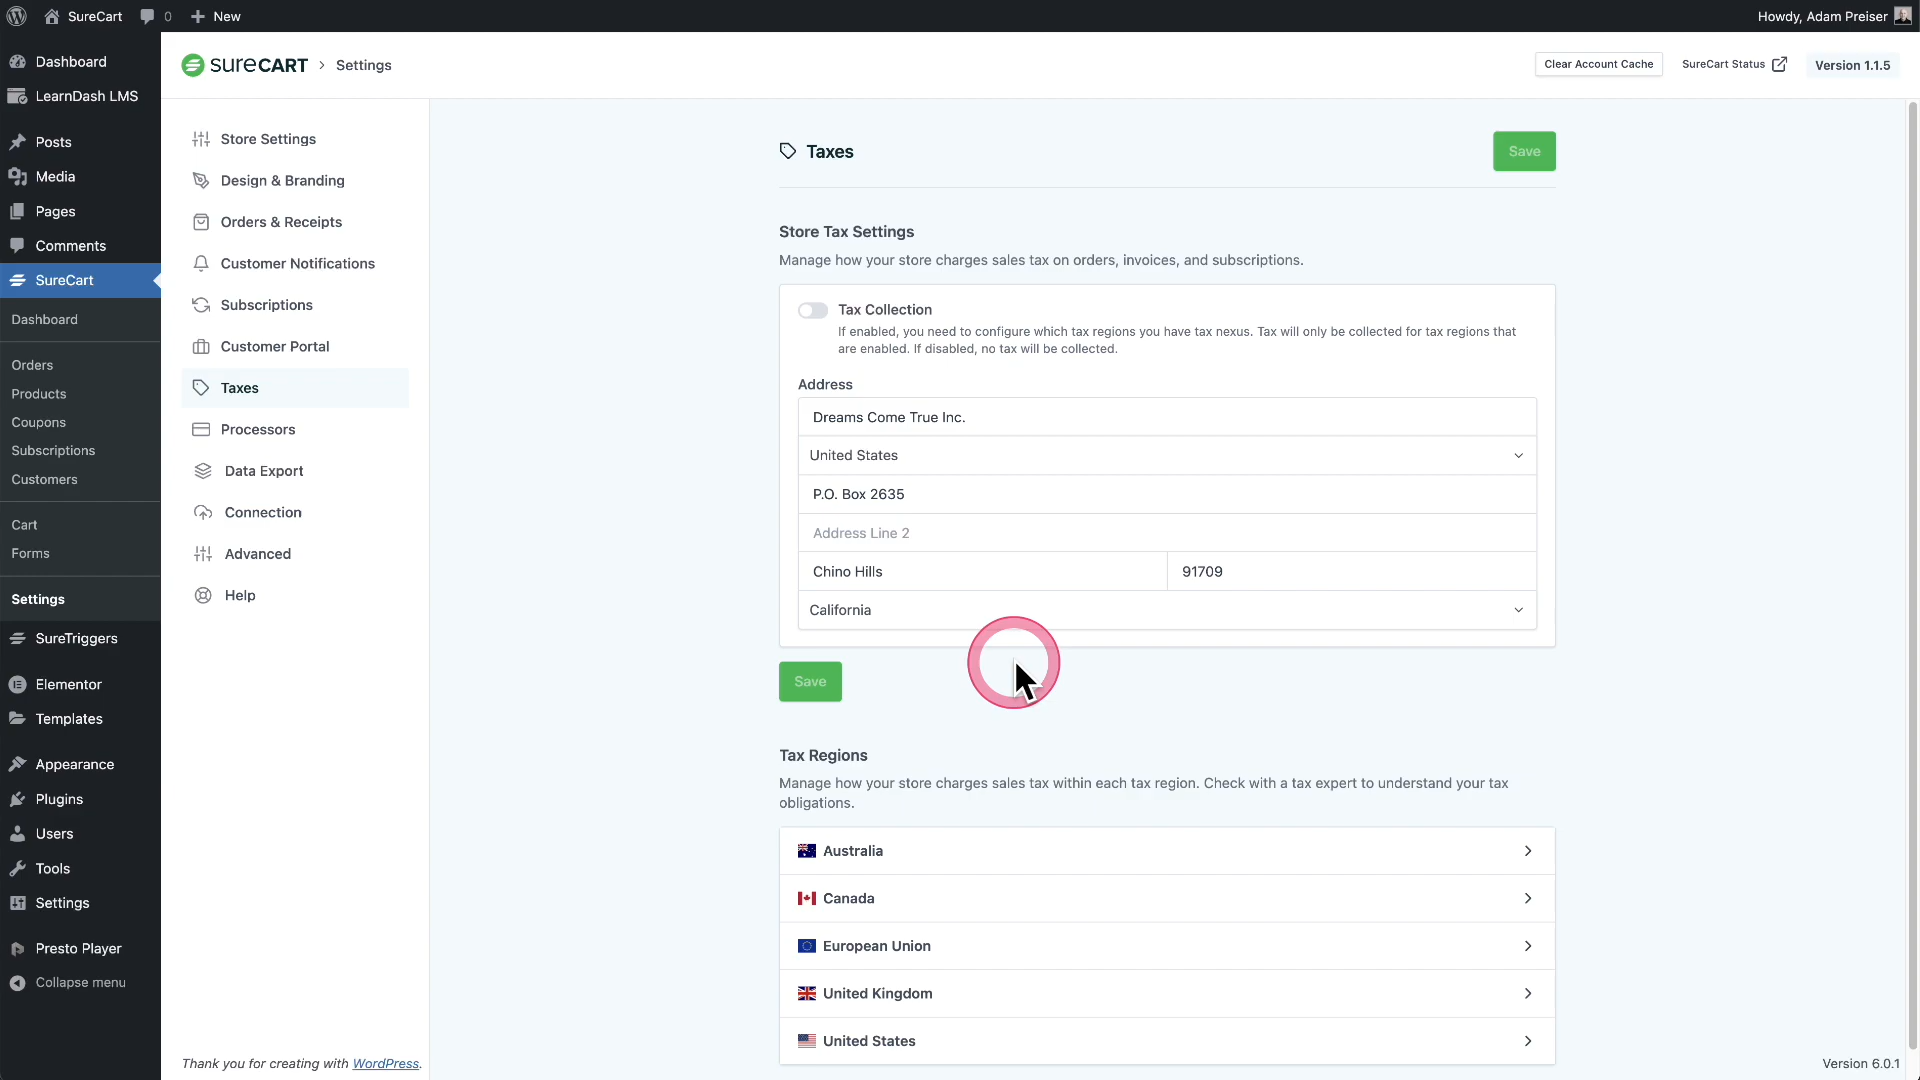 SureCart
0
New
Howdy, Adam Preiser
Dashboard
LearnDash LMS
Posts
Media
Pages
Comments
SureCart
Dashboard
Orders
Products
Coupons
Subscriptions
Customers
Cart
Forms
Settings
SureTriggers
Elementor
Templates
Appearance
Plugins
Users
Tools
Settings
Presto Player
Collapse menu
SURECART > Settings
Clear Account Cache
SureCart Status
Version 1.1.5
Store Settings
Design & Branding
Orders & Receipts
Customer Notifications
Subscriptions
Customer Portal
Taxes
Processors
Data Export
Connection
Advanced
Help
Taxes
Save
Store Tax Settings
Manage how your store charges sales tax on orders, invoices, and subscriptions.
Tax Collection
If enabled, you need to configure which tax regions you have tax nexus. Tax will only be collected for tax regions that
are enabled. If disabled, no tax will be collected.
Address
Dreams Come True Inc.
United States
P.O. Box 2635
Address Line 2
Chino Hills
91709
California
Save
Tax Regions
Manage how your store charges sales tax within each tax region. Check with a tax expert to understand your tax
obligations.
Australia
Canada
European Union
United Kingdom
United States
Thank you for creating with WordPress.
Version 6.0.1